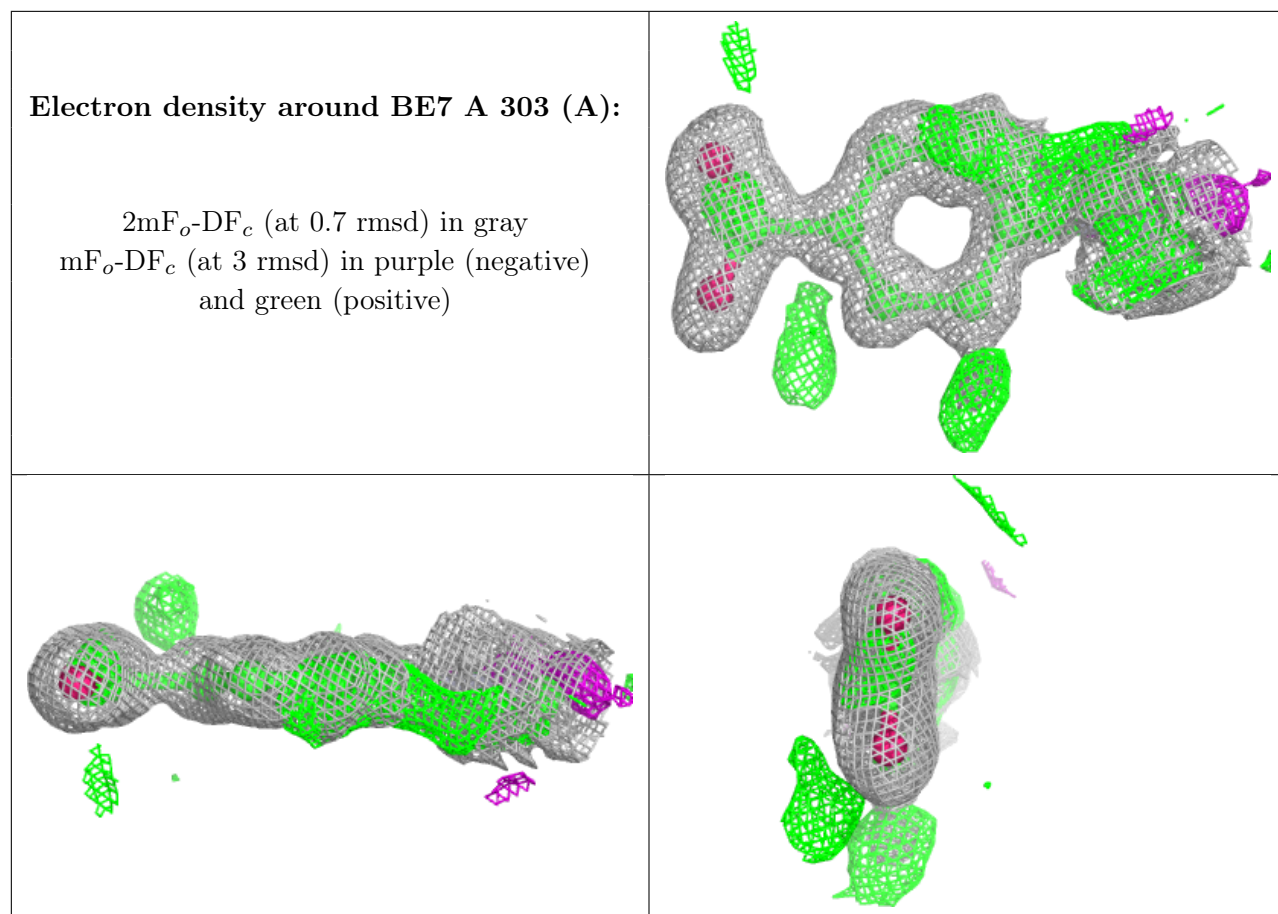 Electron density around BE7 A 303 (A):
2mFo-DFc (at 0.7 rmsd) in gray
mFo-DFc (at 3 rmsd) in purple (negative)
and green (positive)